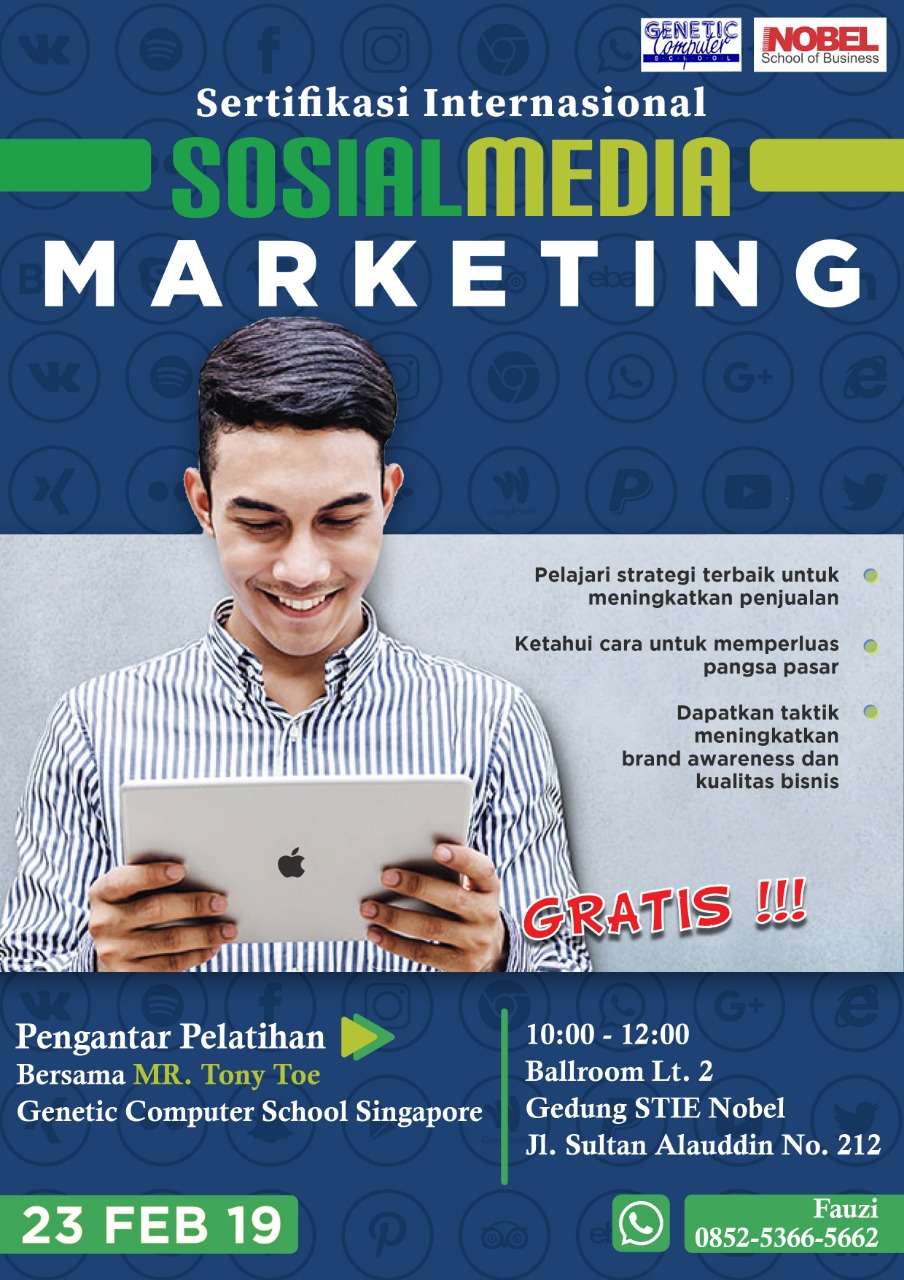 GENETIC
Computer
SCHOOL
NOBEL
School of Business
Sertifikasi Internasional
SOSIALMEDIA
MARKETING
Pelajari strategi terbaik untuk
meningkatkan penjualan
Ketahui cara untuk memperluas
pangsa pasar
Dapatkan taktik
meningkatkan
brand awareness dan
kualitas bisnis
GRATIS !!!
Pengantar Pelatihan
Bersama MR. Tony Toe
Genetic Computer School Singapore
10:00 - 12:00
Ballroom Lt. 2
Gedung STIE Nobel
Jl. Sultan Alauddin No. 212
23 FEB 19
Fauzi
0852-5366-5662